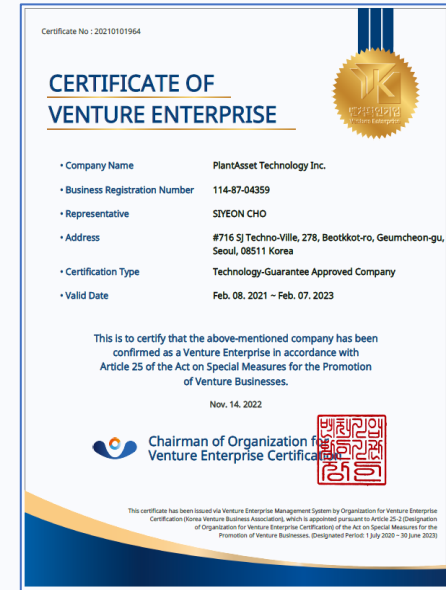 Certificate No : 20210101964
CERTIFICATE OF
VENTURE ENTERPRISE
벤처확인기업
Venture Enterprise
• Company Name PlantAsset Technology Inc.
• Business Registration Number 114-87-04359
• Representative SIYEON CHO
• Address #716 SJ Techno-Ville, 278, Beotkkot-ro, Geumcheon-gu,
Seoul, 08511 Korea
• Certification Type Technology-Guarantee Approved Company
• Valid Date Feb. 08. 2021 ~ Feb. 07. 2023
This is to certify that the above-mentioned company has been
confirmed as a Venture Enterprise in accordance with
Article 25 of the Act on Special Measures for the Promotion
of Venture Businesses.
Nov. 14. 2022
Chairman of Organization for
Venture Enterprise Certification
This certificate has been issued via Venture Enterprise Management System by Organization for Venture Enterprise
Certification (Korea Venture Business Association), which is appointed pursuant to Article 25-2 (Designation
of Organization for Venture Enterprise Certification) of the Act on Special Measures for the
Promotion of Venture Businesses. (Designated Period: 1 July 2020 ~ 30 June 2023)